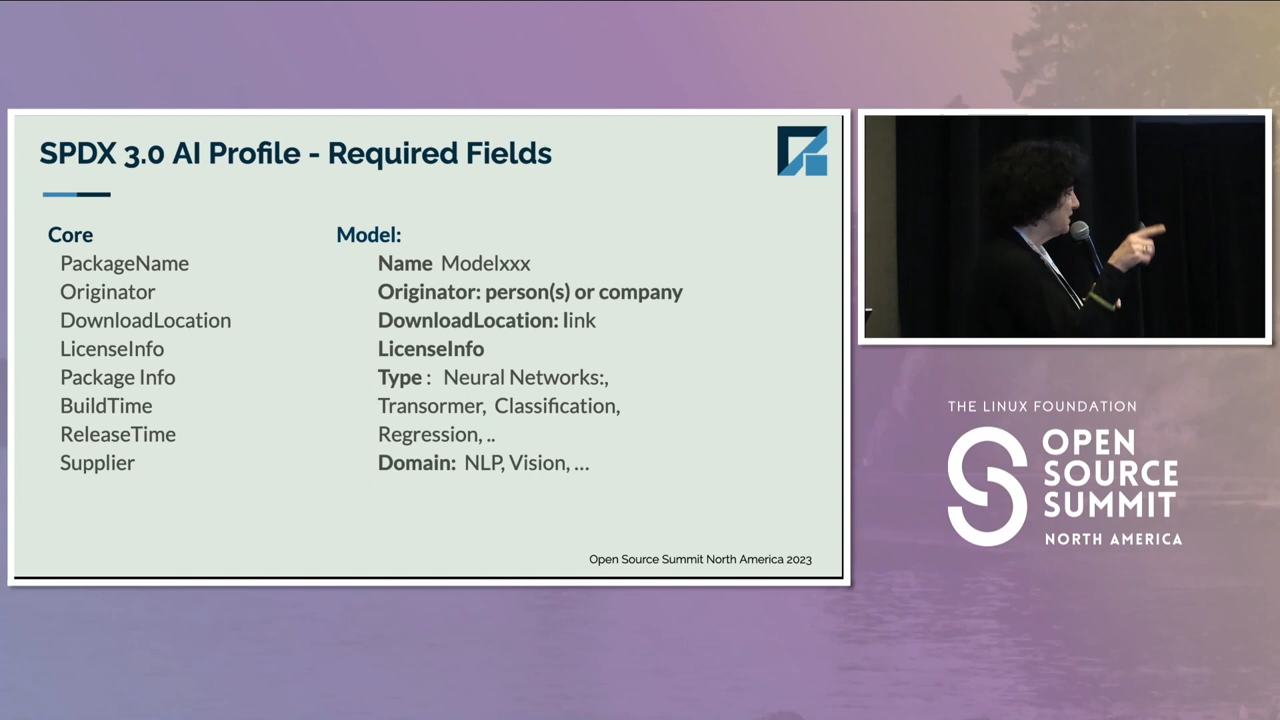 SPDX 3.0 AI Profile - Required Fields
Core
PackageName
Originator
DownloadLocation
LicenseInfo
Package Info
BuildTime
ReleaseTime
Supplier
Model:
Name Modelxxx
Originator: person(s) or company
DownloadLocation: link
LicenseInfo
Type : Neural Networks:,
Transormer, Classification,
Regression, ..
Domain: NLP, Vision, ...
Open Source Summit North America 2023
THE LINUX FOUNDATION
OPEN
SOURCE
SUMMIT
NORTH AMERICA